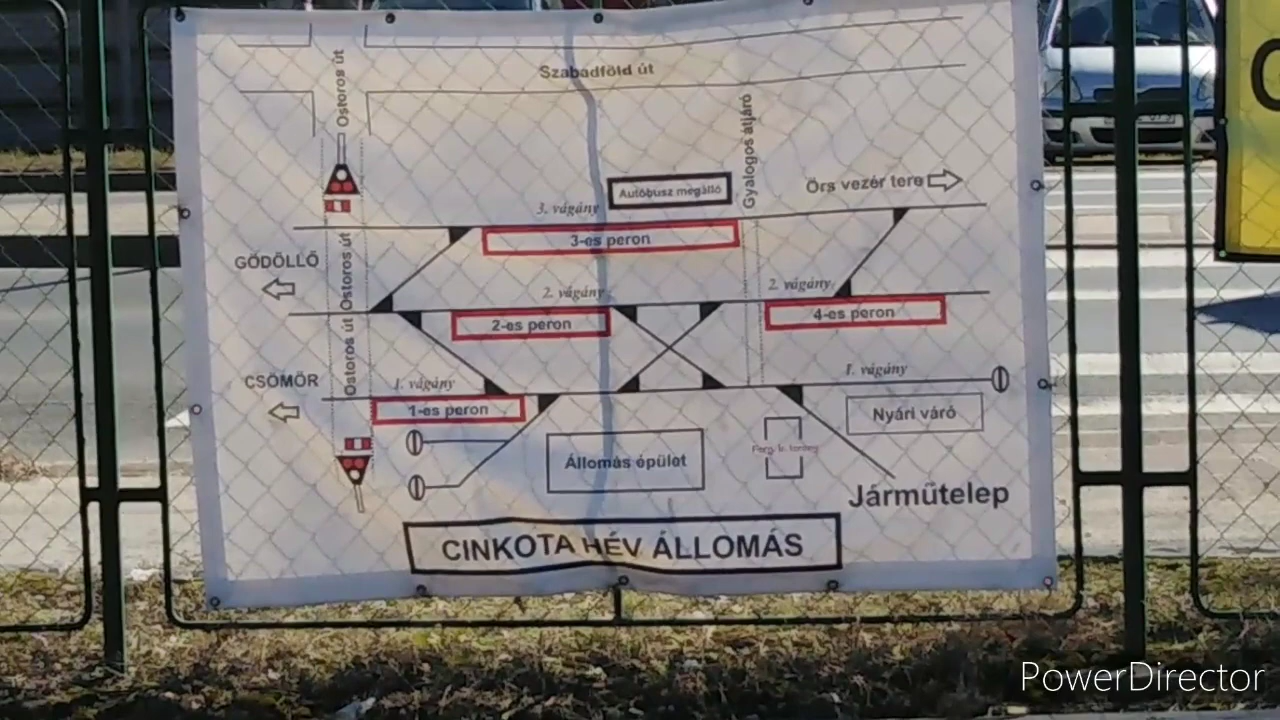 Szabadföld út
Ostoros út
Gyalogos átjáró
Autóbusz megálló
Örs vezér tere
3. vágány
3-es peron
GÖDÖLLŐ
Ostoros út
2. vágány
2. vágány
2-es peron
4-es peron
Ostoros út
CSÖMÖR
1. vágány
1. vágány
1-es peron
Nyári váró
Állomás épület
Járműtelep
CINKOTA HÉV ÁLLOMÁS
PowerDirector